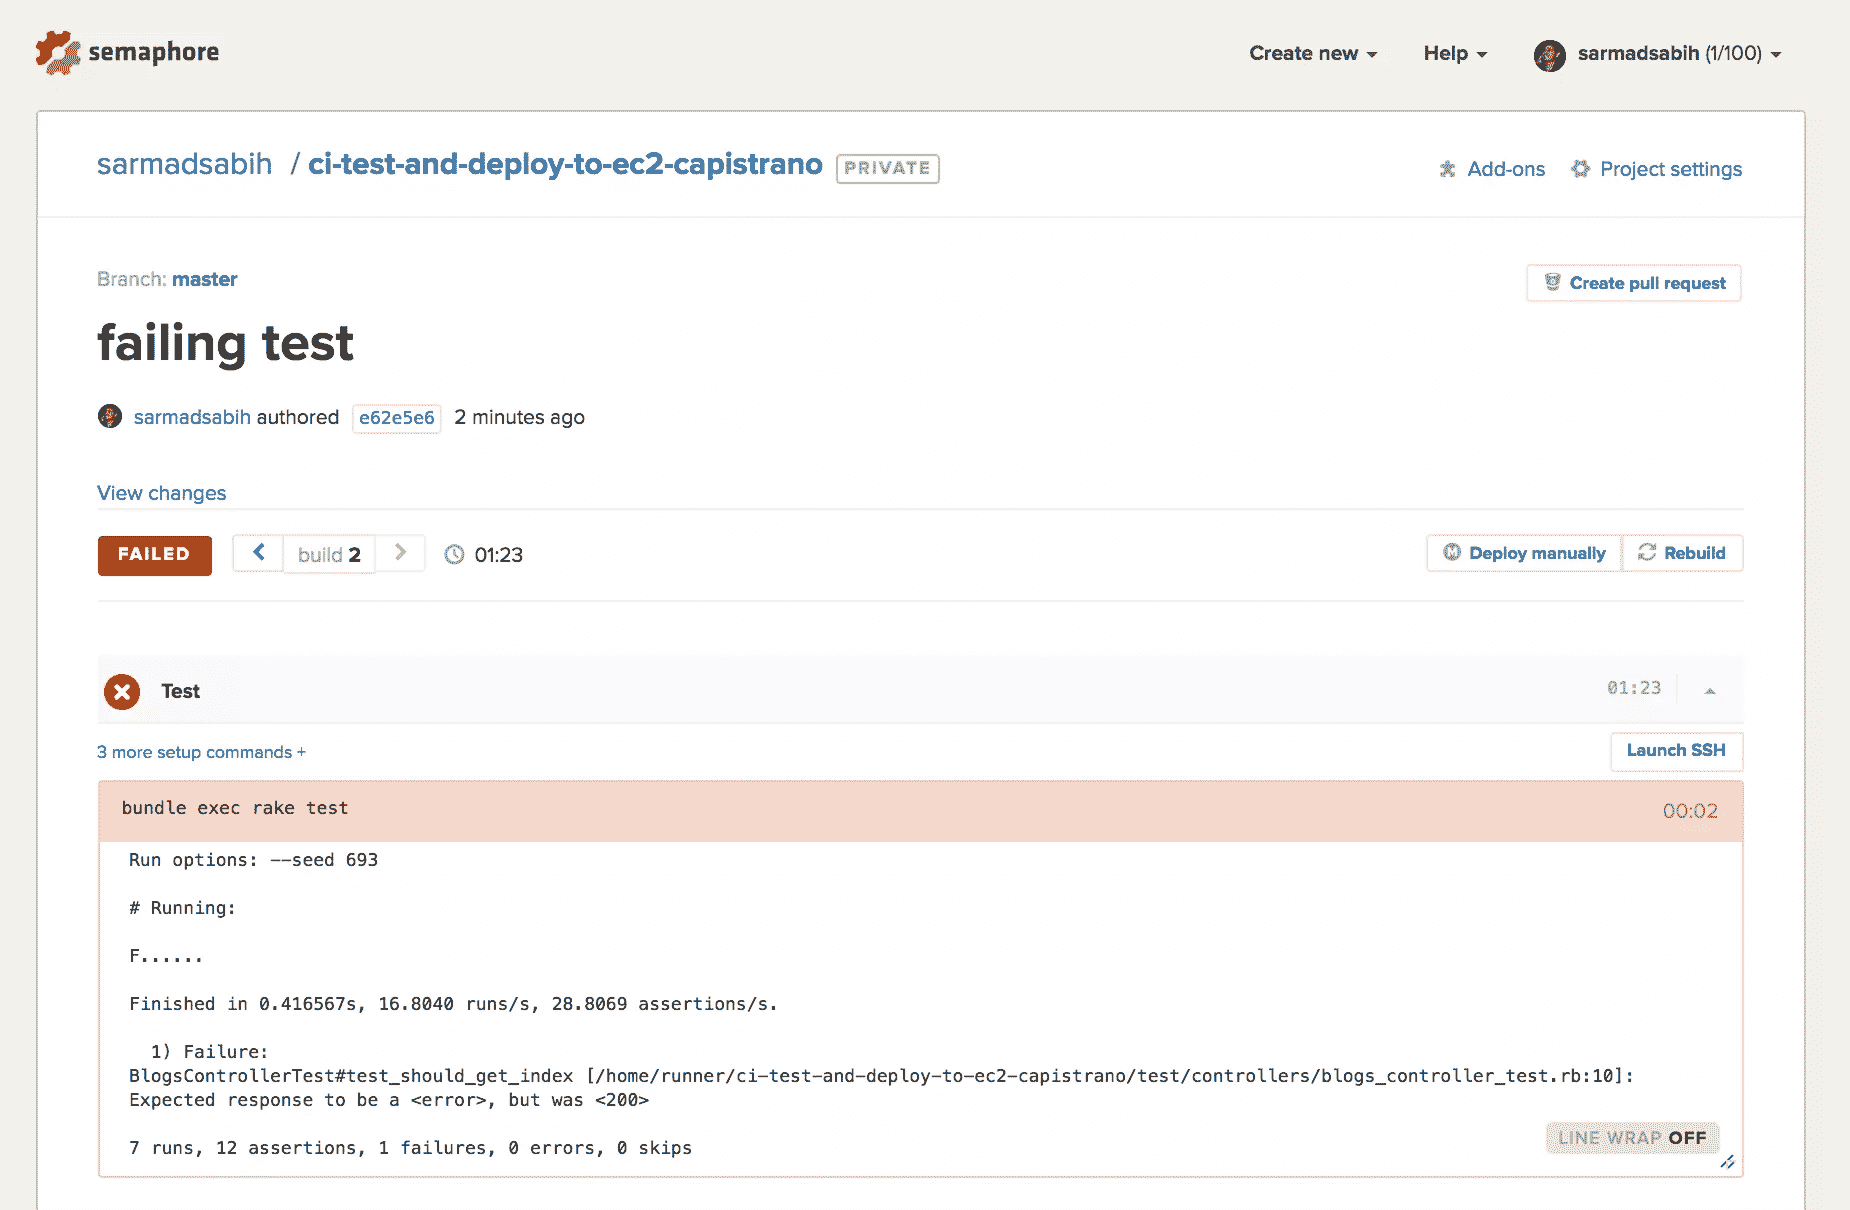 semaphore
Create new
Help
sarmadsabih (1/100)
sarmadsabih / ci-test-and-deploy-to-ec2-capistrano PRIVATE
Add-ons
Project settings
Branch: master
Create pull request
failing test
sarmadsabih authored e62e5e6 2 minutes ago
View changes
FAILED
build 2
01:23
Deploy manually
Rebuild
Test
01:23
3 more setup commands +
Launch SSH
bundle exec rake test
00:02
Run options: --seed 693
# Running:
F......
Finished in 0.416567s, 16.8040 runs/s, 28.8069 assertions/s.
1) Failure:
BlogsControllerTest#test_should_get_index [/home/runner/ci-test-and-deploy-to-ec2-capistrano/test/controllers/blogs_controller_test.rb:10]:
Expected response to be a <error>, but was <200>
7 runs, 12 assertions, 1 failures, 0 errors, 0 skips
LINE WRAP OFF